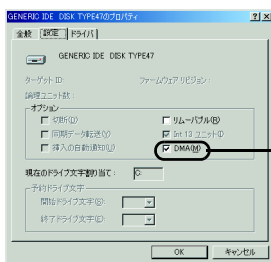 GENERIC IDE DISK TYPE47のプロパティ
全般 設定 ドライバ
GENERIC IDE DISK TYPE47
ターゲット ID: ファームウェア リビジョン:
論理ユニット数:
オプション
切断(D) リムーバブル(R)
同期データ転送(Y) Int 13 ユニット(I)
挿入の自動通知(U) DMA(M)
現在のドライブ文字割り当て: C:
予約ドライブ文字
開始ドライブ文字(S):
終了ドライブ文字(E):
OK キャンセル